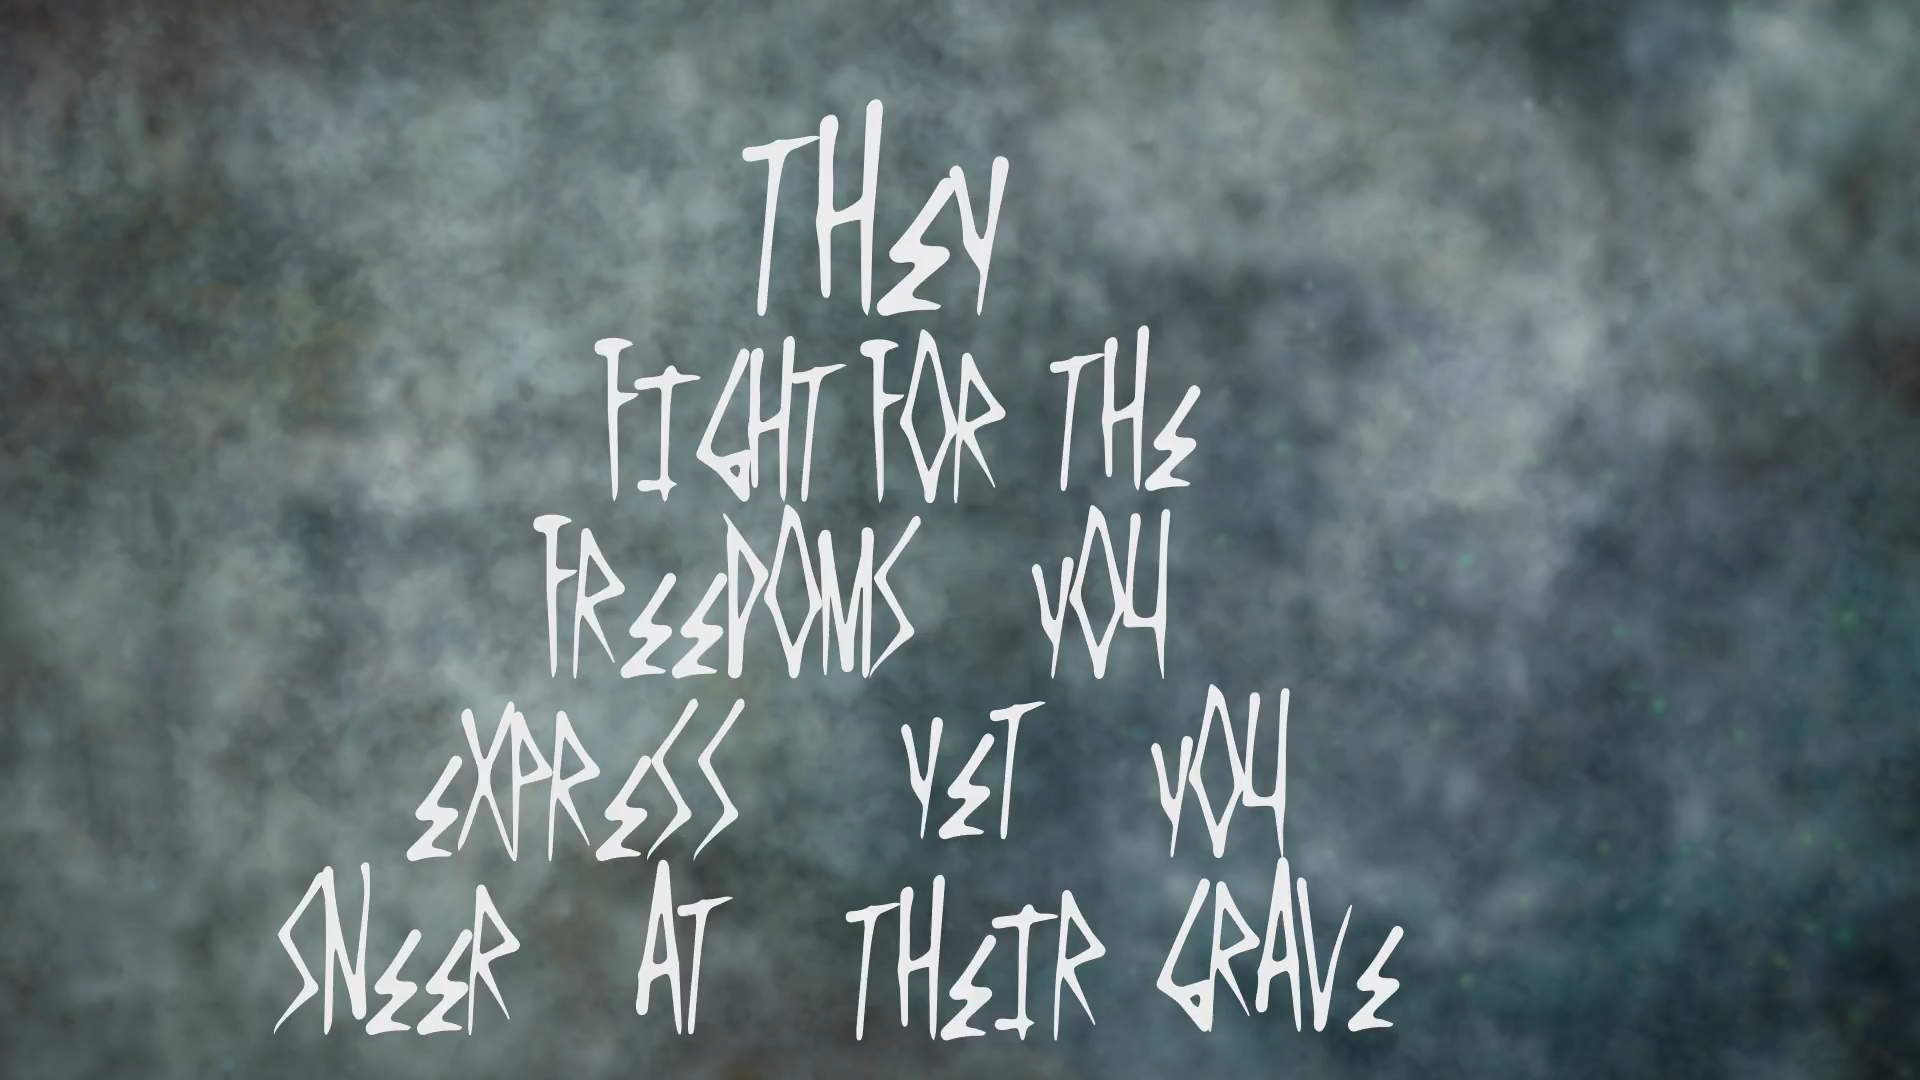 THEY
FIGHT FOR THE
FREEDOMS YOU
EXPRESS YET YOU
SNEER AT THEIR GRAVE